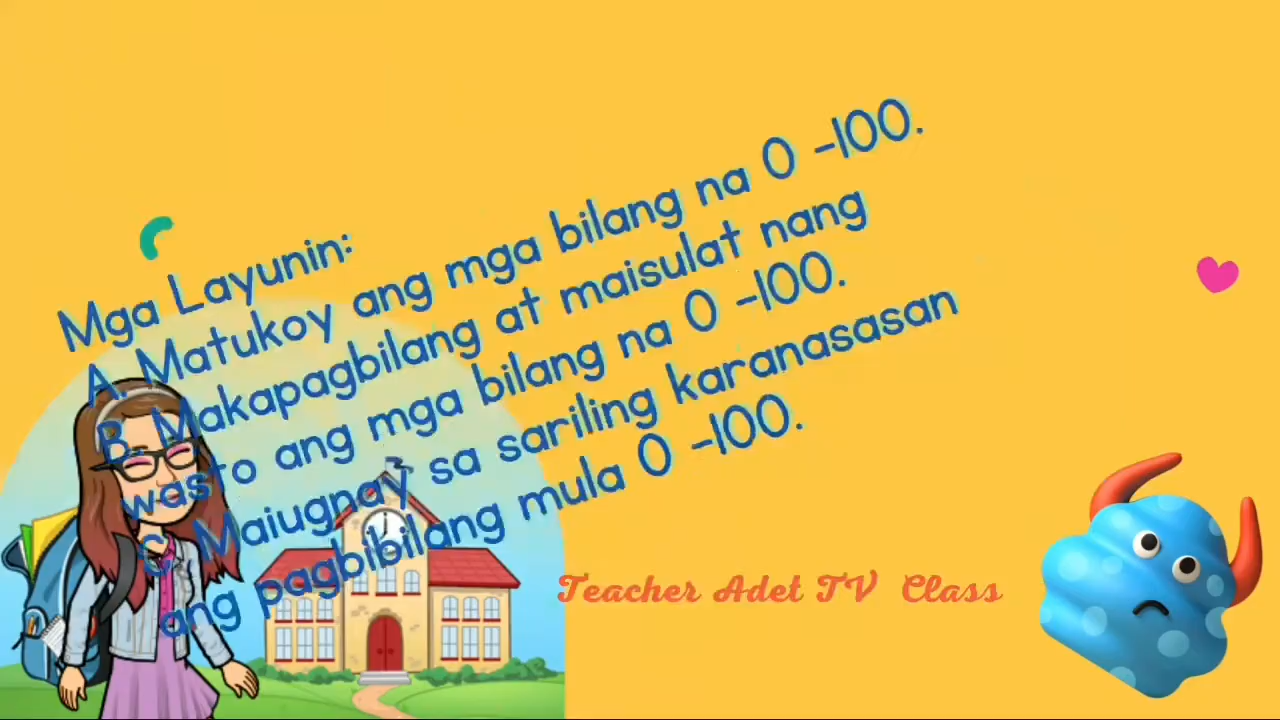 Mga Layunin:
A. Matukoy ang mga bilang na 0 -100.
B. Makapagbilang at maisulat nang
wasto ang mga bilang na 0 -100.
C. Maiugnay sa sariling karanasasan
ang pagbibilang mula 0 -100.
Teacher Adet TV Class